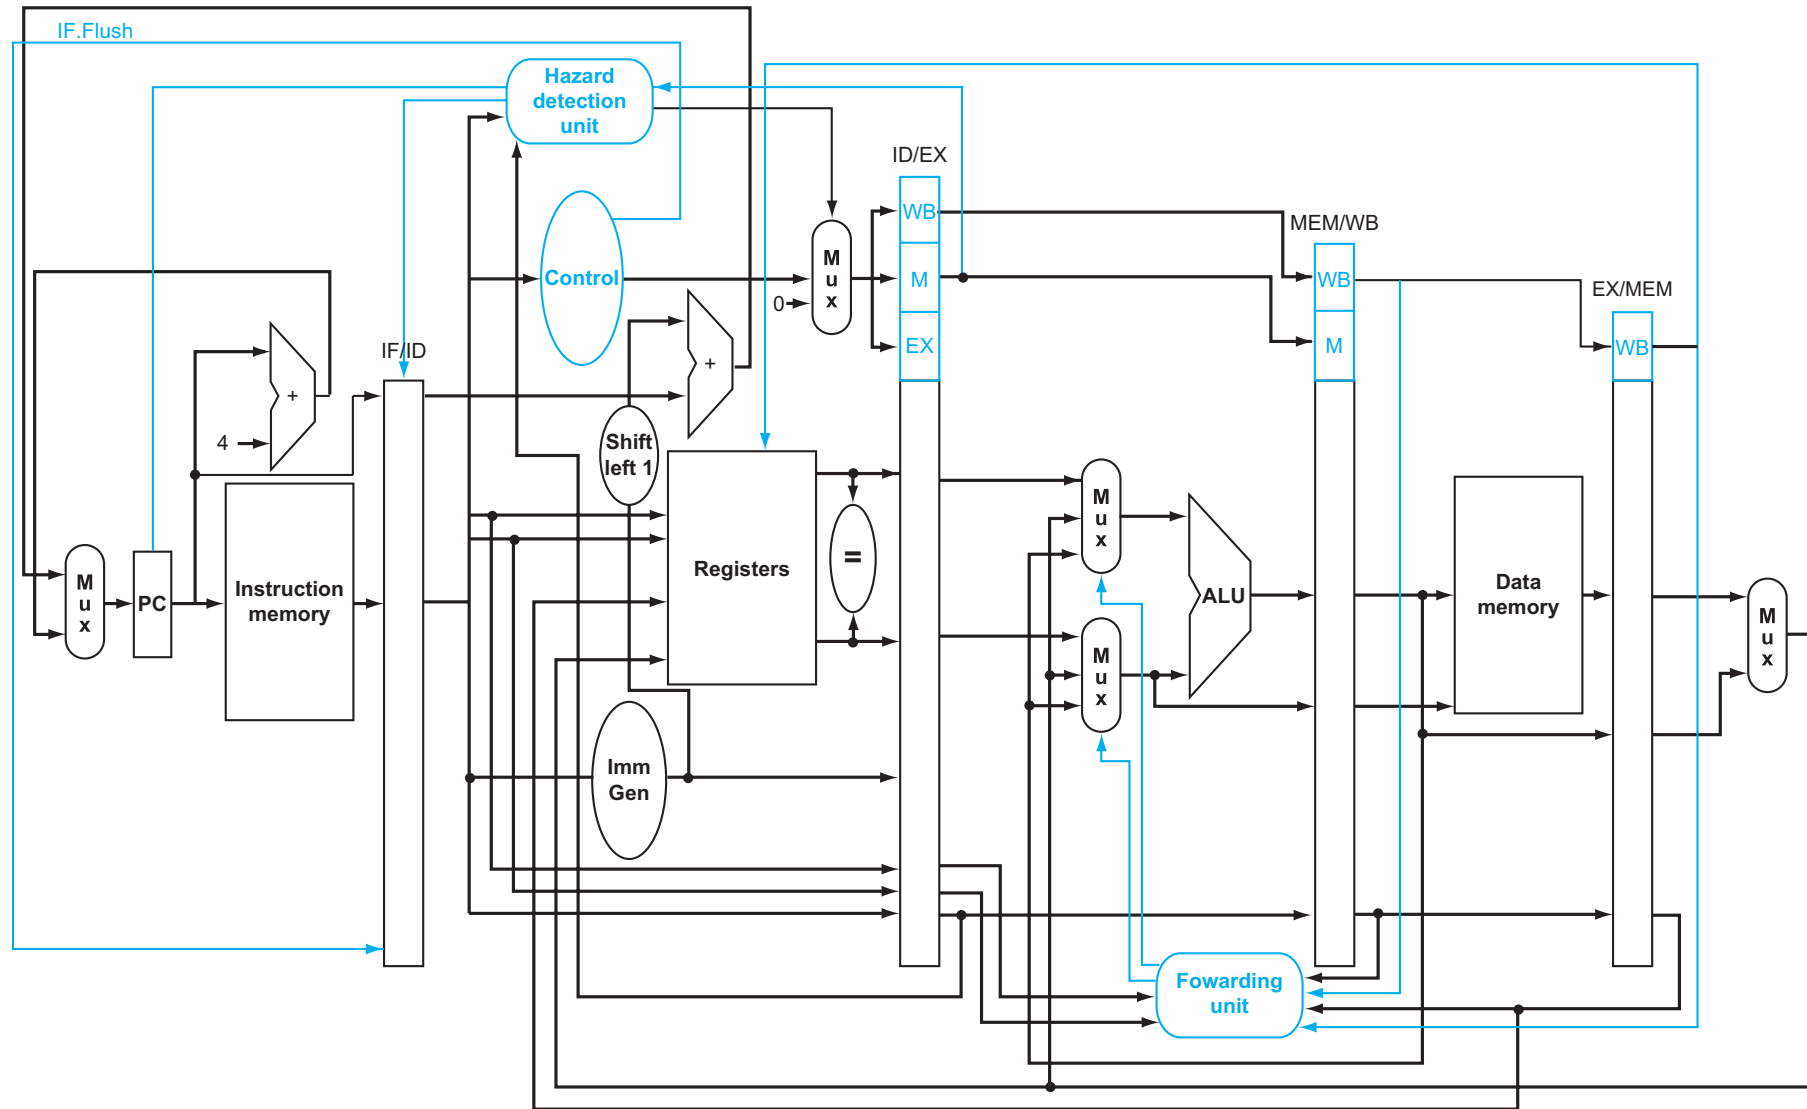 IF.Flush
Hazard
detection
unit
ID/EX
WB
M
EX
MEM/WB
WB
M
EX/MEM
WB
Control
M
u
x
0
IF/ID
+
+
4
Shift
left 1
Registers
=
M
u
x
PC
Instruction
memory
M
u
x
M
u
x
ALU
Data
memory
M
u
x
Imm
Gen
Fowarding
unit